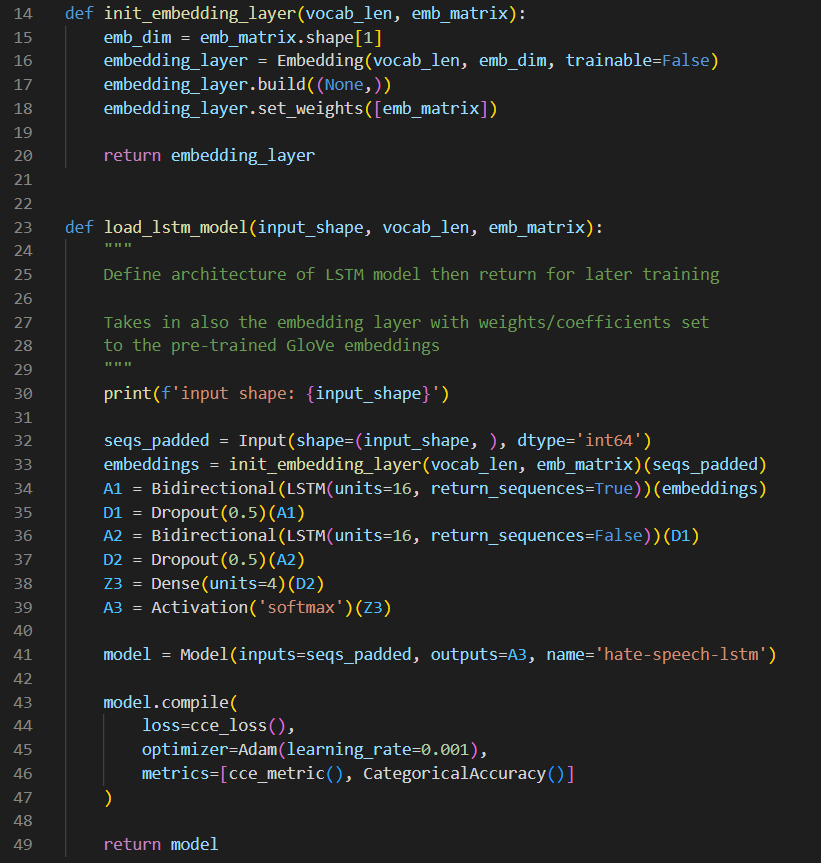 14 def init_embedding_layer(vocab_len, emb_matrix):
15     emb_dim = emb_matrix.shape[1]
16     embedding_layer = Embedding(vocab_len, emb_dim, trainable=False)
17     embedding_layer.build((None,))
18     embedding_layer.set_weights([emb_matrix])
19
20     return embedding_layer
21
22
23 def load_lstm_model(input_shape, vocab_len, emb_matrix):
24     """
25     Define architecture of LSTM model then return for later training
26
27     Takes in also the embedding layer with weights/coefficients set
28     to the pre-trained GloVe embeddings
29     """
30     print(f'input shape: {input_shape}')
31
32     seqs_padded = Input(shape=(input_shape, ), dtype='int64')
33     embeddings = init_embedding_layer(vocab_len, emb_matrix)(seqs_padded)
34     A1 = Bidirectional(LSTM(units=16, return_sequences=True))(embeddings)
35     D1 = Dropout(0.5)(A1)
36     A2 = Bidirectional(LSTM(units=16, return_sequences=False))(D1)
37     D2 = Dropout(0.5)(A2)
38     Z3 = Dense(units=4)(D2)
39     A3 = Activation('softmax')(Z3)
40
41     model = Model(inputs=seqs_padded, outputs=A3, name='hate-speech-lstm')
42
43     model.compile(
44         loss=cce_loss(),
45         optimizer=Adam(learning_rate=0.001),
46         metrics=[cce_metric(), CategoricalAccuracy()]
47     )
48
49     return model